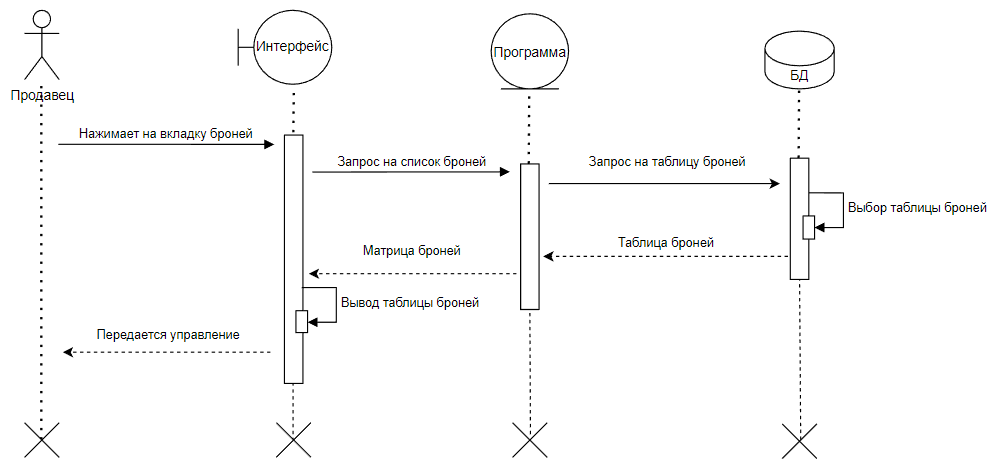 Интерфейс
Программа
БД
Продавец
Нажимает на вкладку броней
Запрос на список броней
Запрос на таблицу броней
Выбор таблицы броней
Таблица броней
Матрица броней
Вывод таблицы броней
Передается управление